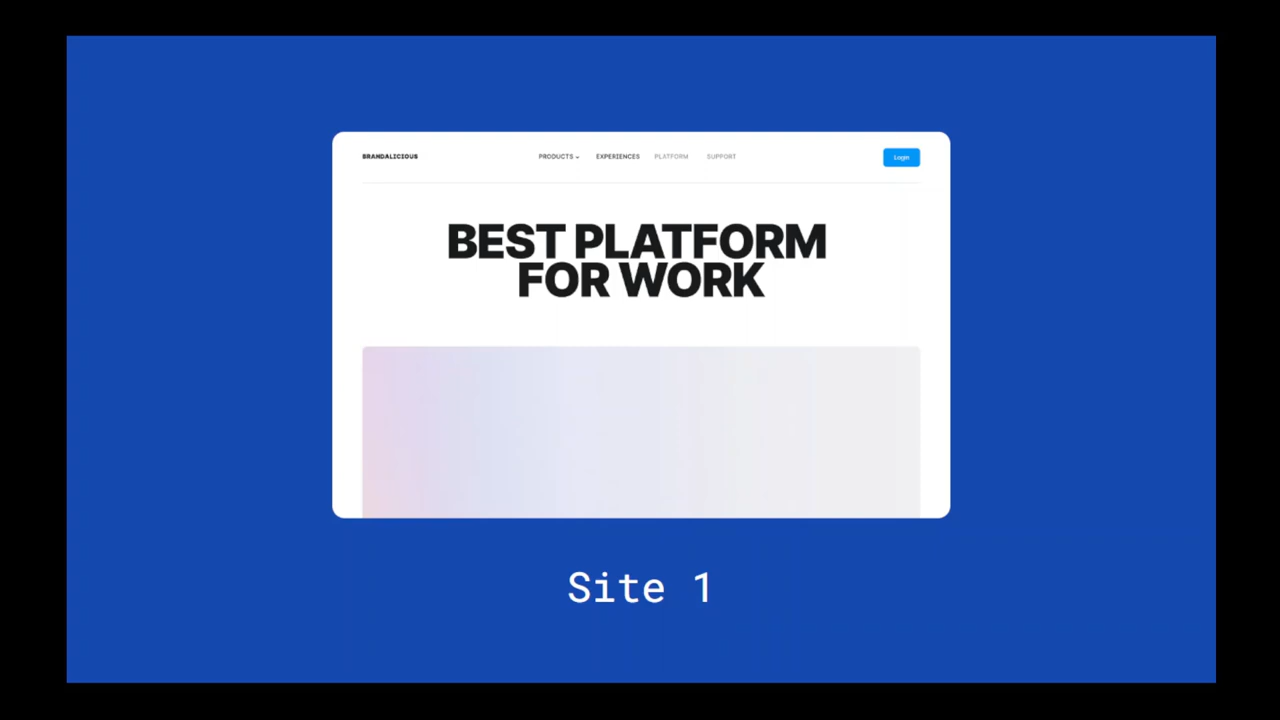 BRANDALICIOUS
PRODUCTS
EXPERIENCES
PLATFORM
SUPPORT
Login
BEST PLATFORM
FOR WORK
Site 1